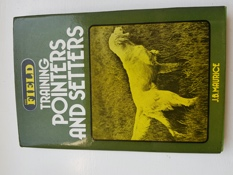 THE
FIELD
TRAINING
POINTERS
AND SETTERS
J.B. MAURICE